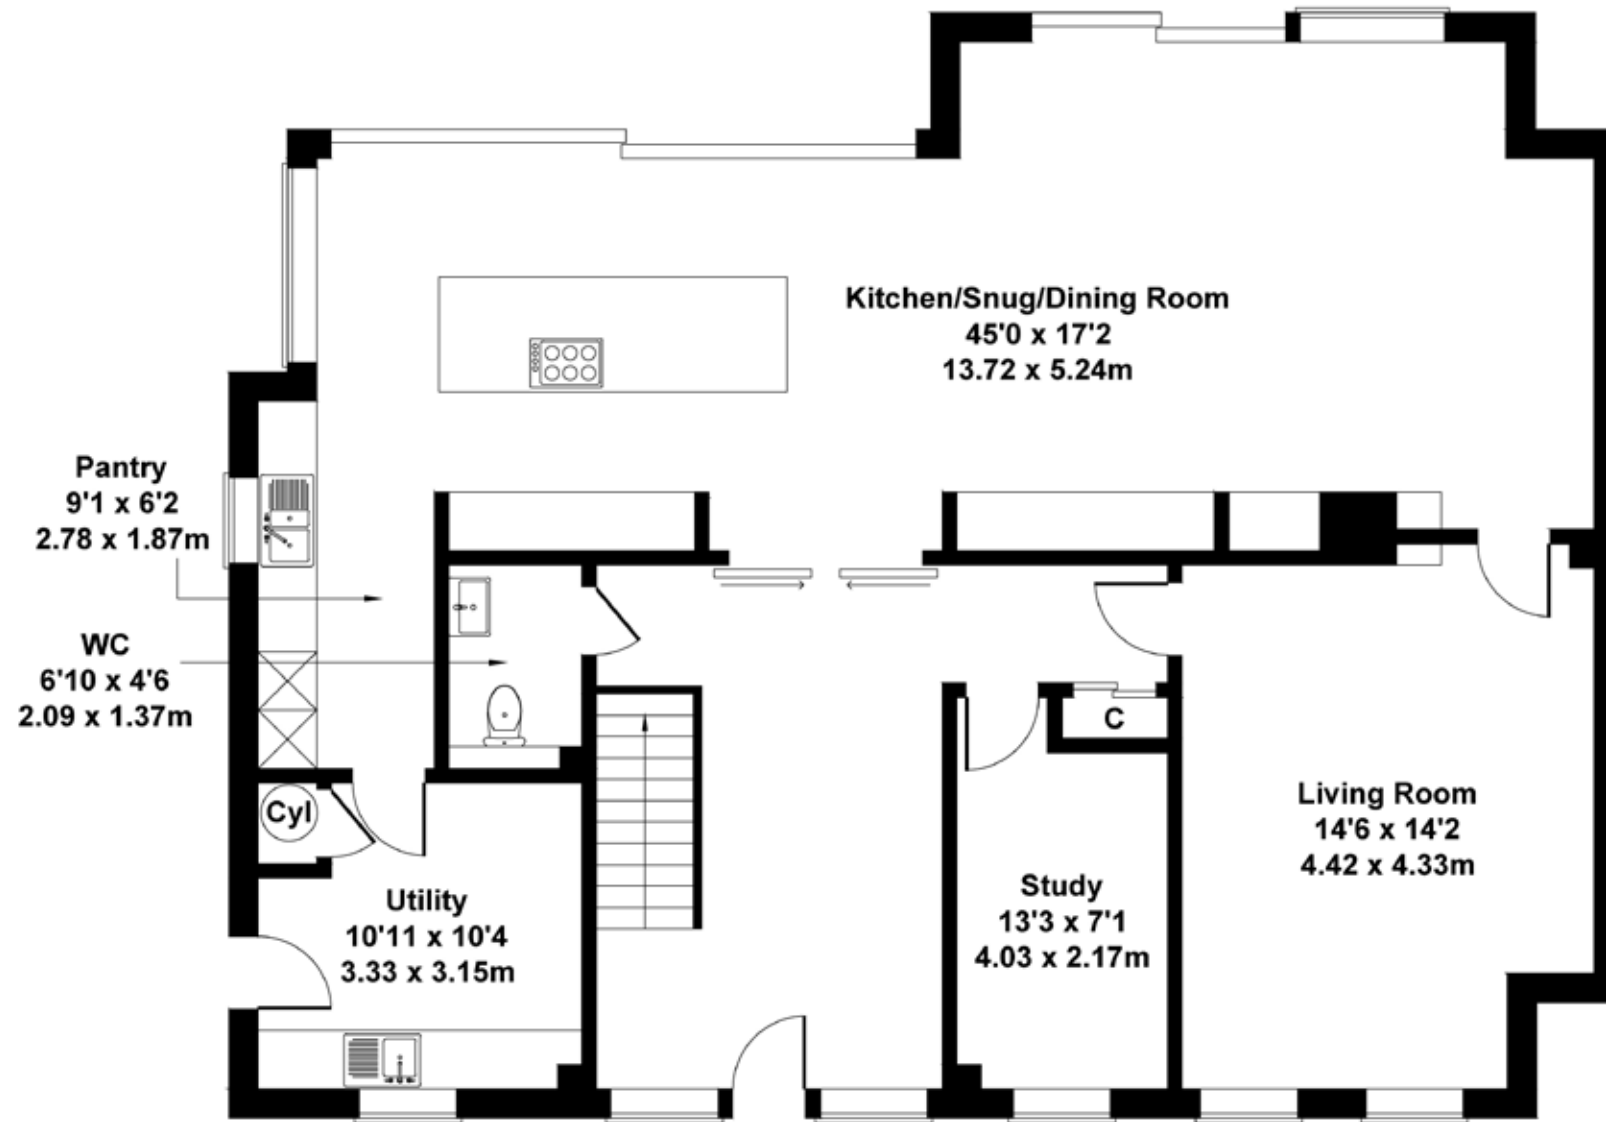 Kitchen/Snug/Dining Room
45'0 x 17'2
13.72 x 5.24m
Pantry
9'1 x 6'2
2.78 x 1.87m
WC
6'10 x 4'6
2.09 x 1.37m
C
Cyl
Living Room
14'6 x 14'2
4.42 x 4.33m
Study
13'3 x 7'1
4.03 x 2.17m
Utility
10'11 x 10'4
3.33 x 3.15m